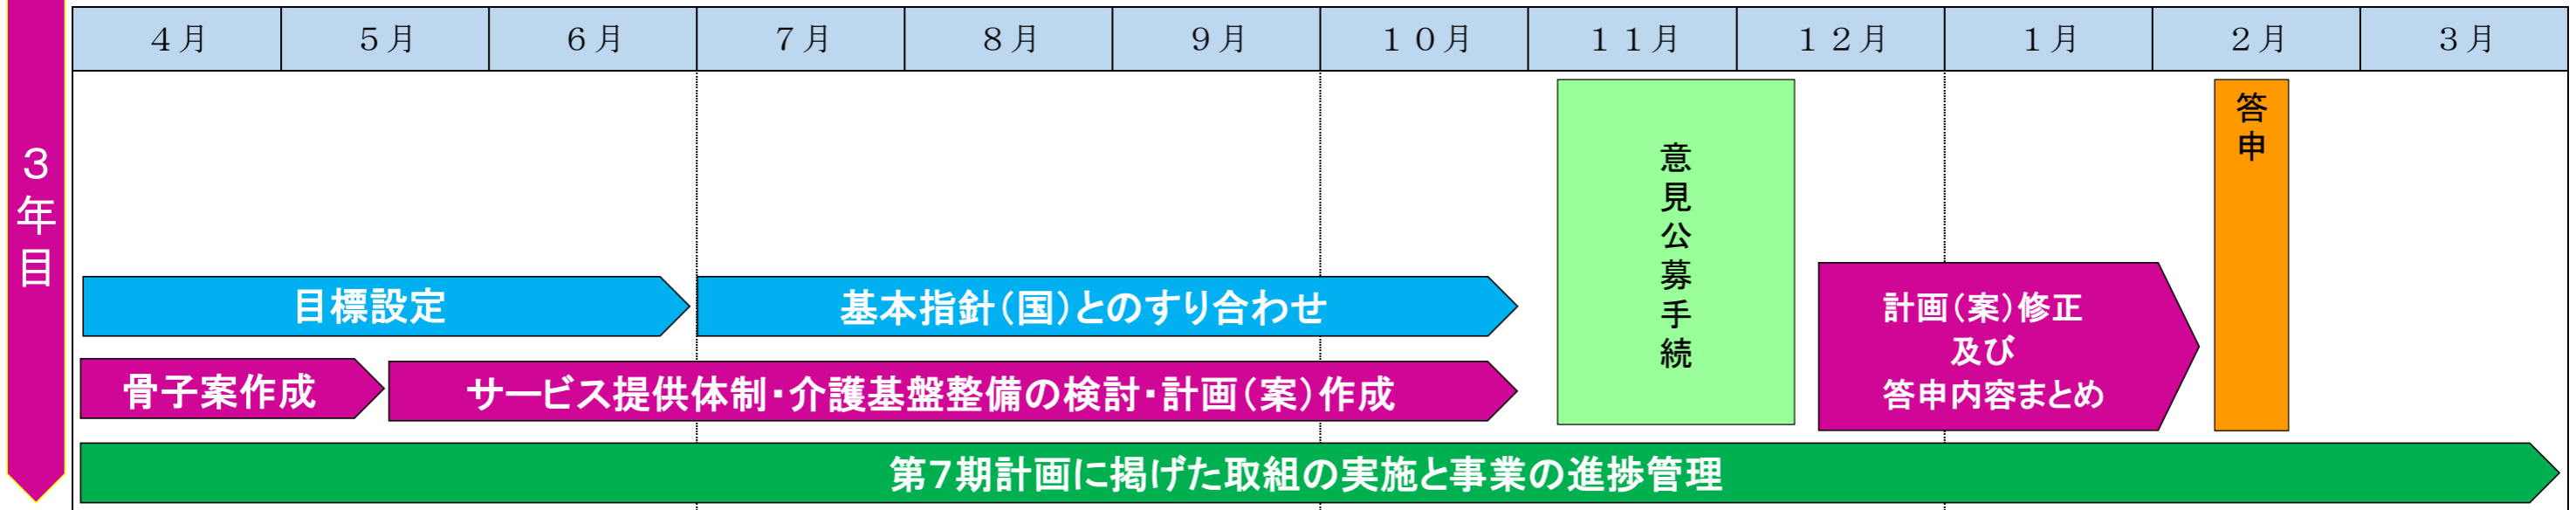 ３年目
４月 ５月 ６月 ７月 ８月 ９月 １０月 １１月 １２月 １月 ２月 ３月
意見公募手続
答申
目標設定
基本指針（国）とのすり合わせ
計画（案）修正
及び
答申内容まとめ
骨子案作成
サービス提供体制・介護基盤整備の検討・計画（案）作成
第７期計画に掲げた取組の実施と事業の進捗管理